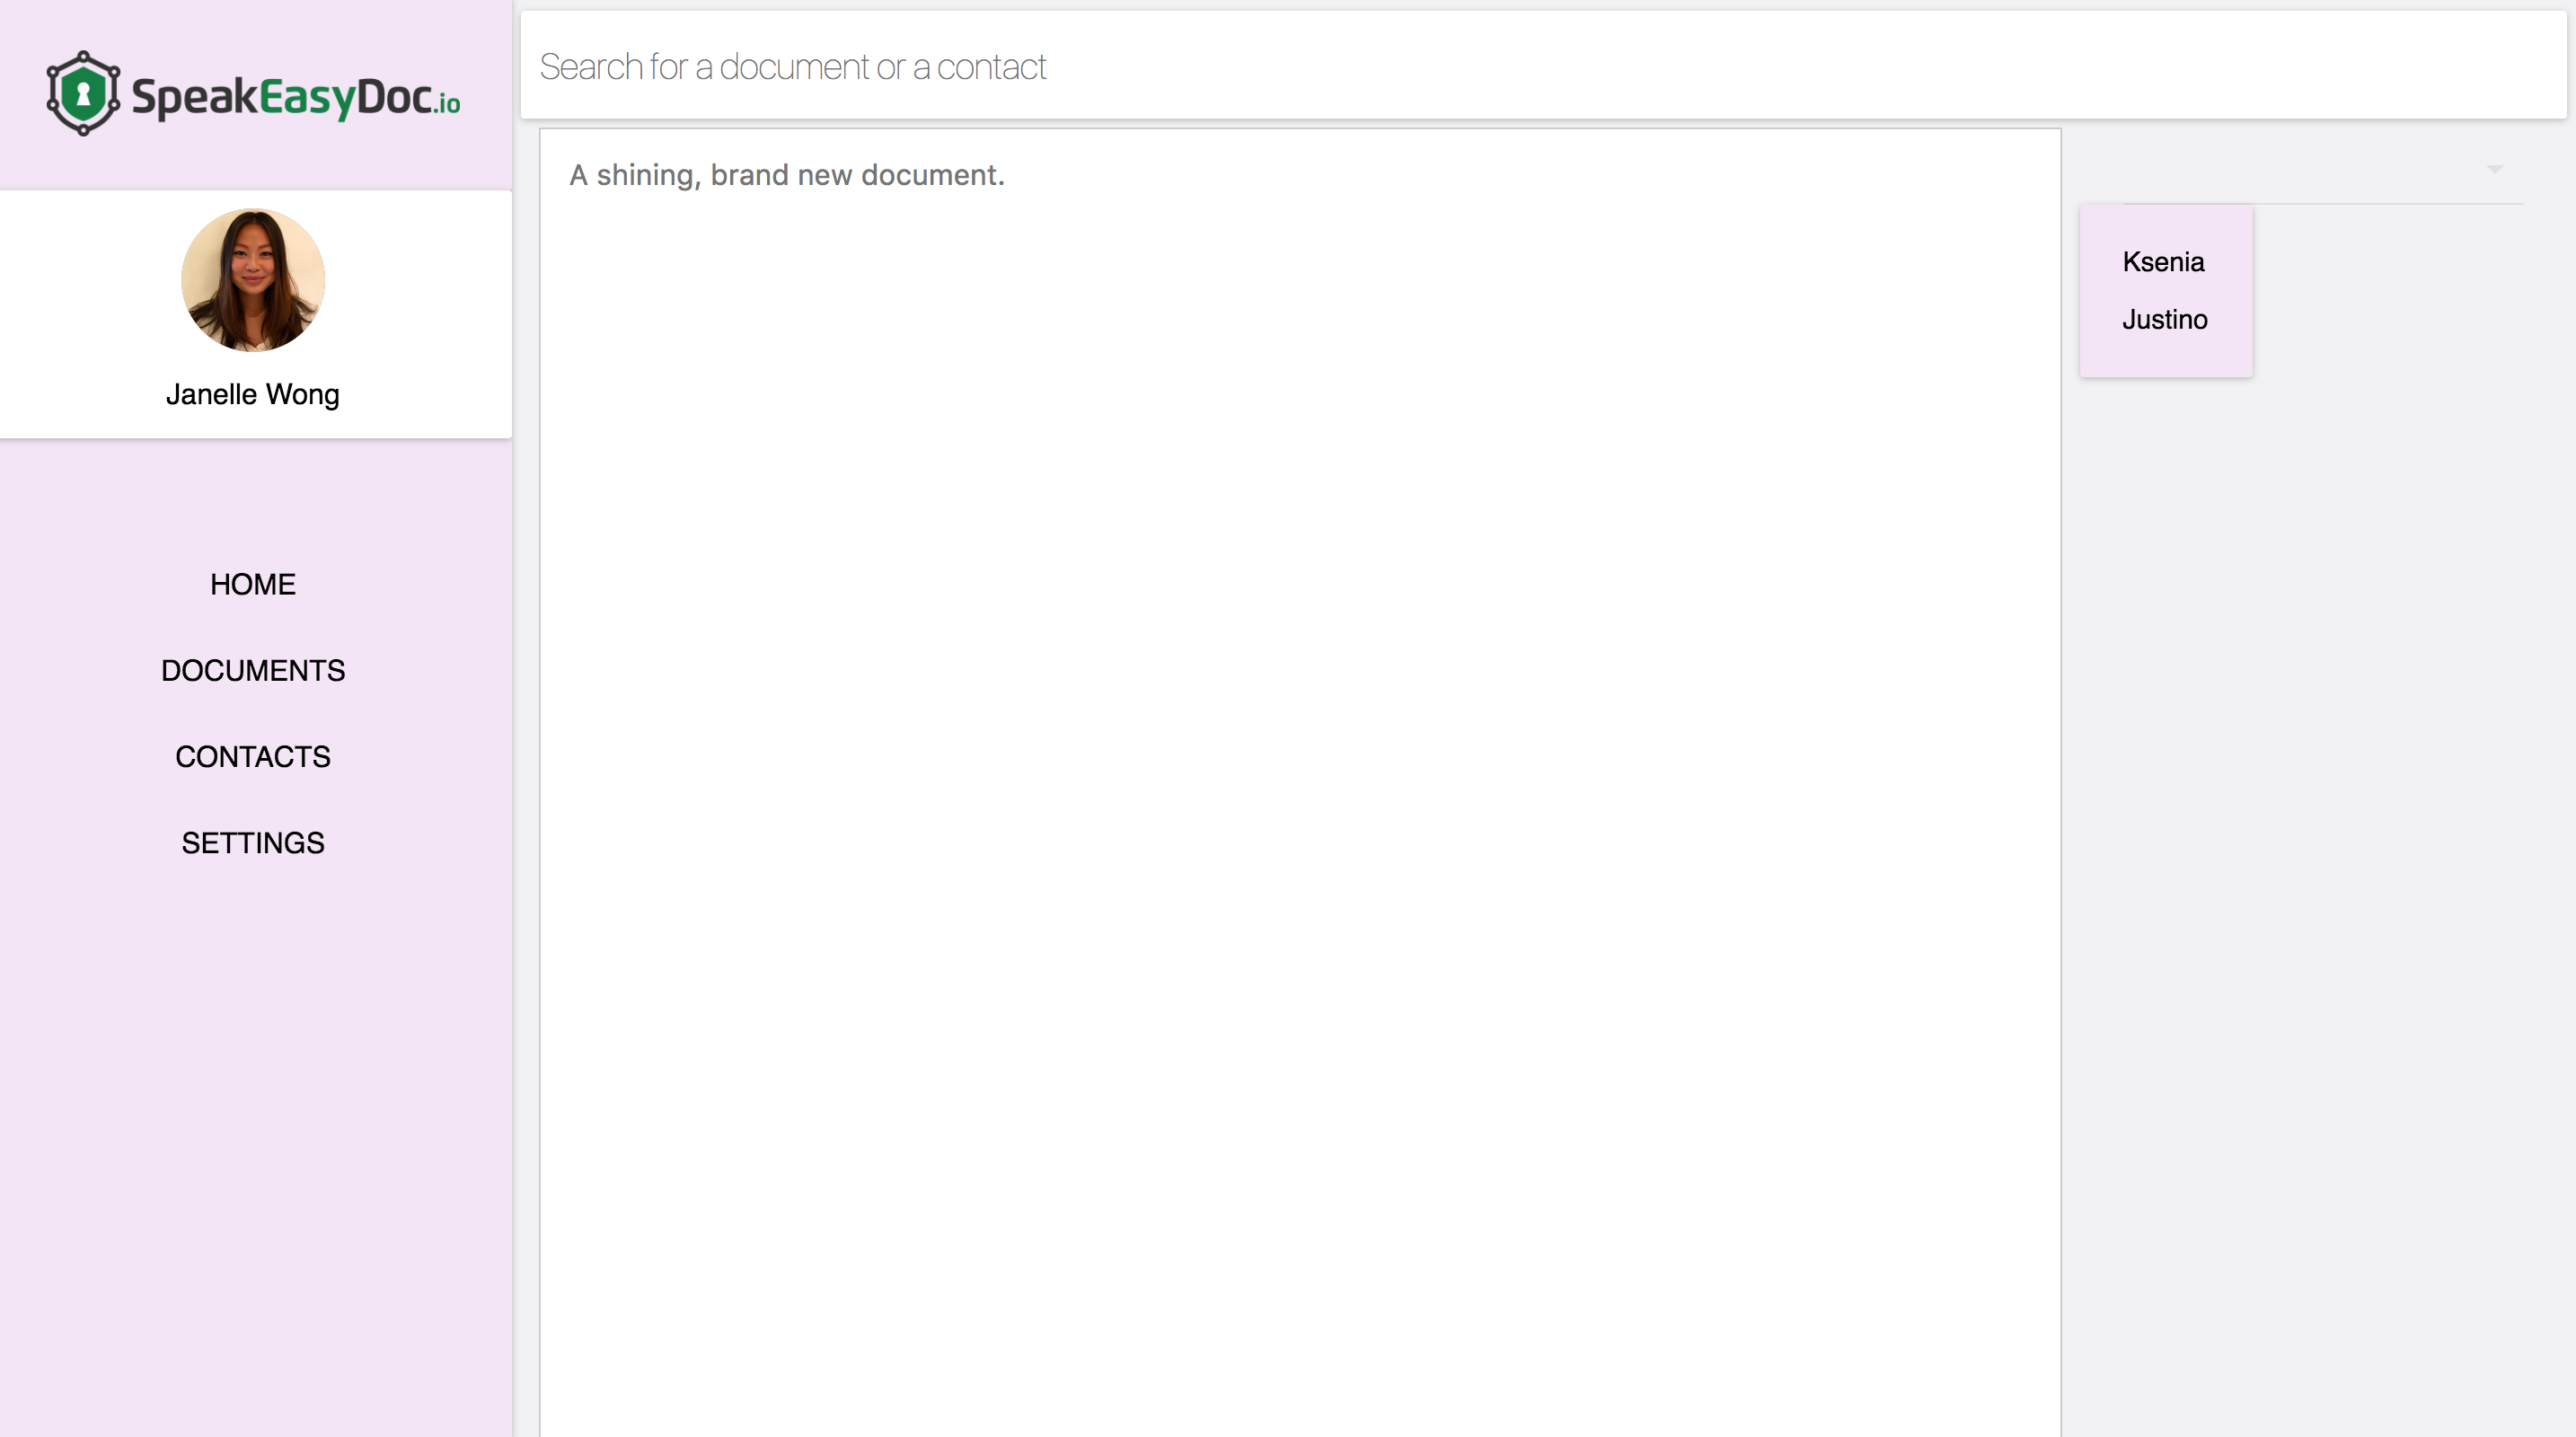 SpeakEasyDoc.io
Search for a document or a contact
Janelle Wong
HOME
DOCUMENTS
CONTACTS
SETTINGS
A shining, brand new document.
Ksenia
Justino